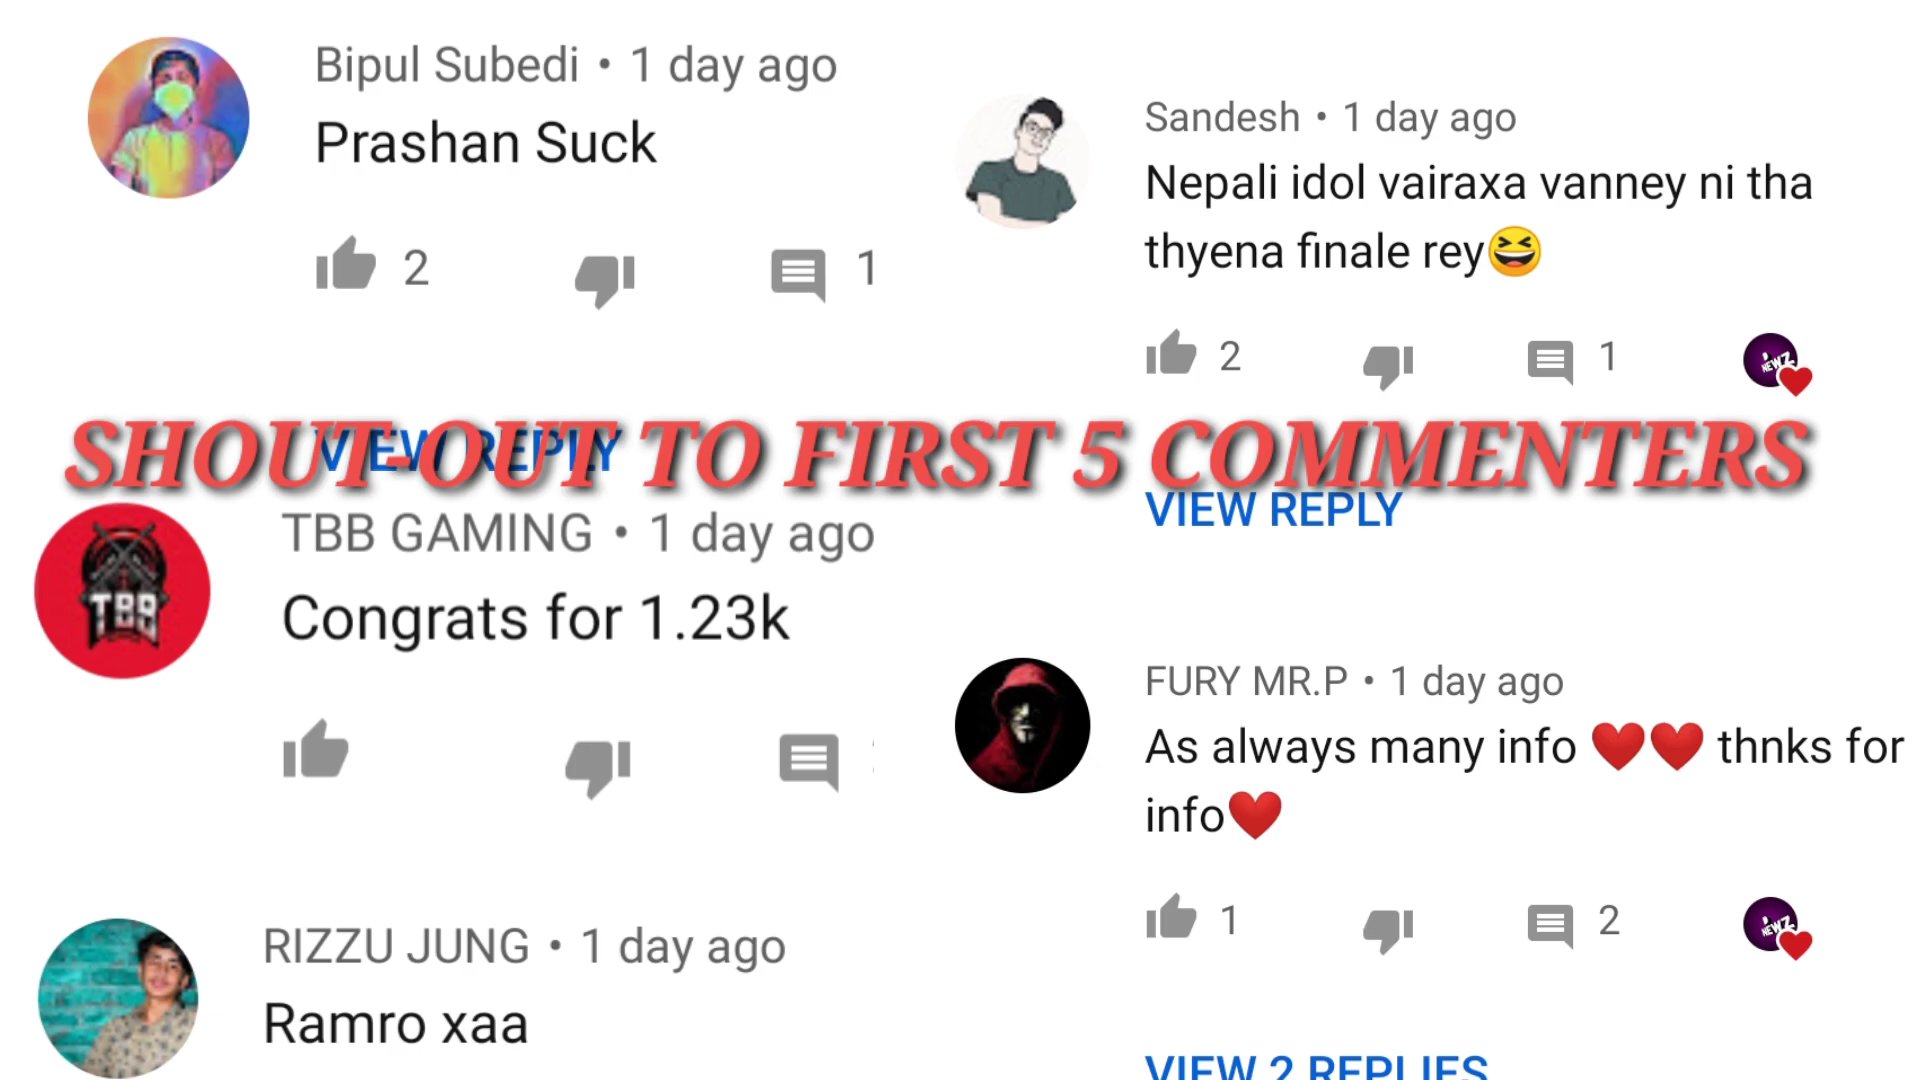 Bipul Subedi • 1 day ago
Prashan Suck
2
1
VIEW REPLY
Sandesh • 1 day ago
Nepali idol vairaxa vanney ni tha
thyena finale rey😆
2
1
NEWZ
VIEW REPLY
SHOUT-OUT TO FIRST 5 COMMENTERS
TBB GAMING • 1 day ago
Congrats for 1.23k
TBB
FURY MR.P • 1 day ago
As always many info ❤️❤️ thnks for
info❤️
1
2
NEWZ
VIEW 2 REPLIES
RIZZU JUNG • 1 day ago
Ramro xaa